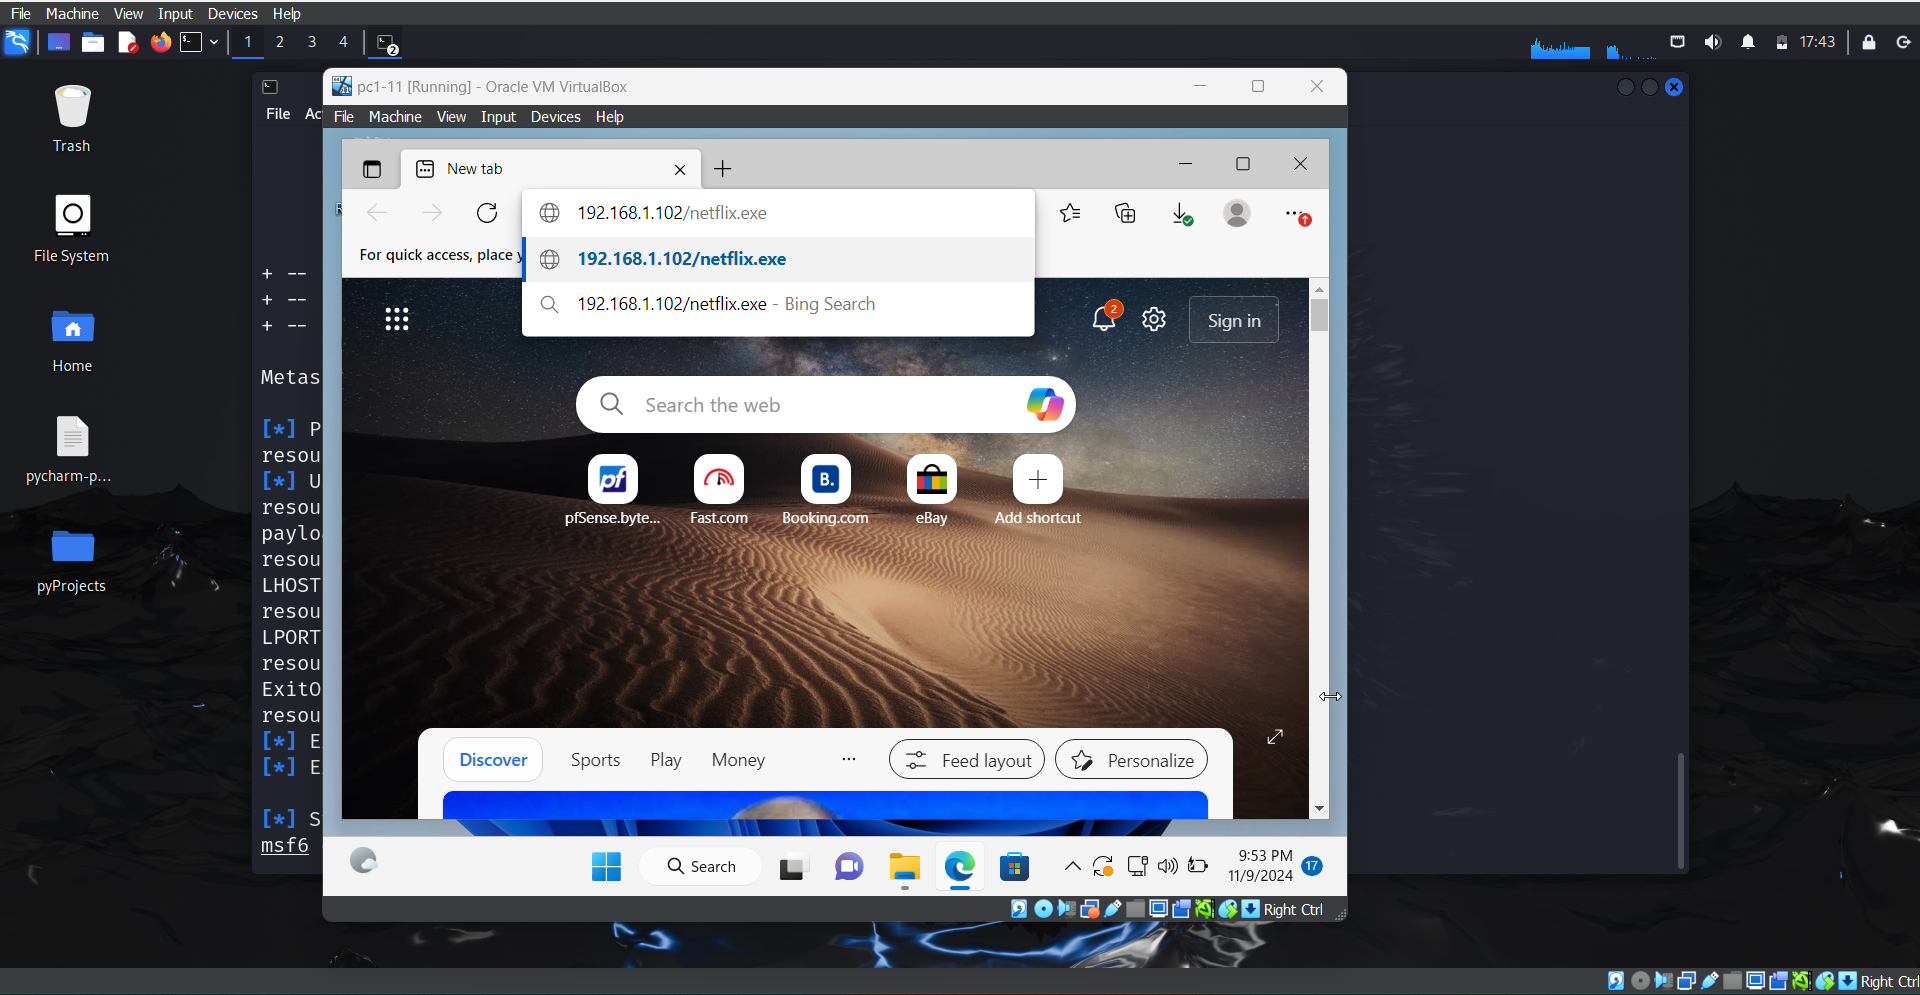 File Machine View Input Devices Help
1 2 3 4 2 17:43
pc1-11 [Running] - Oracle VM VirtualBox
File Ac
File Machine View Input Devices Help
Trash
File System
Home
pycharm-p...
pyProjects
New tab
192.168.1.102/netflix.exe
For quick access, place y
192.168.1.102/netflix.exe
192.168.1.102/netflix.exe - Bing Search
2
Sign in
Search the web
pf
B.
pfSense.byte... Fast.com Booking.com eBay Add shortcut
Discover Sports Play Money ... Feed layout Personalize
+ --
+ --
+ --
Metas
[*] P
resou
[*] U
resou
paylo
resou
LHOST
resou
LPORT
resou
ExitO
resou
[*] E
[*] E
[*] S
msf6
Search
9:53 PM
11/9/2024
17
Right Ctrl
Right Ctrl